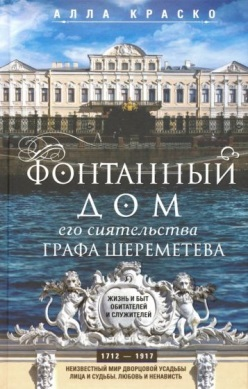 АЛЛА КРАСКО
ФОНТАННЫЙ
ДОМ
его сиятельства
ГРАФА ШЕРЕМЕТЕВА
ЖИЗНЬ И БЫТ
ОБИТАТЕЛЕЙ
И СЛУЖИТЕЛЕЙ
1712 — 1917
НЕИЗВЕСТНЫЙ МИР ДВОРЦОВОЙ УСАДЬБЫ
ЛИЦА И СУДЬБЫ. ЛЮБОВЬ И НЕНАВИСТЬ